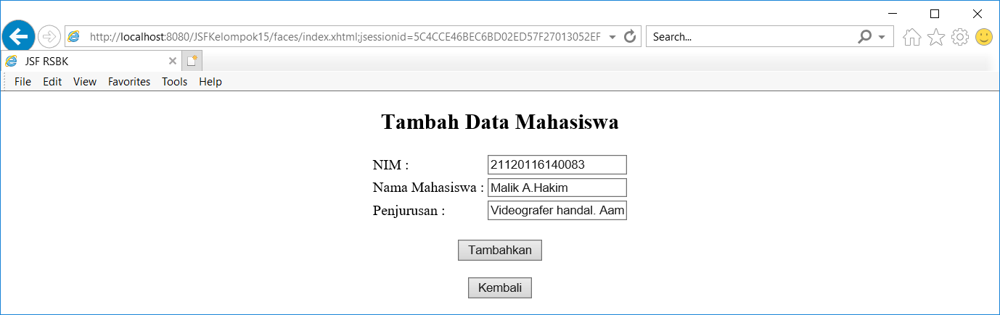 http://localhost:8080/JSFKelompok15/faces/index.xhtml;jsessionid=5C4CCE46BEC6BD02ED57F27013052EF
Search...
JSF RSBK
File Edit View Favorites Tools Help
Tambah Data Mahasiswa
NIM : 21120116140083
Nama Mahasiswa : Malik A.Hakim
Penjurusan : Videografer handal. Aam
Tambahkan
Kembali